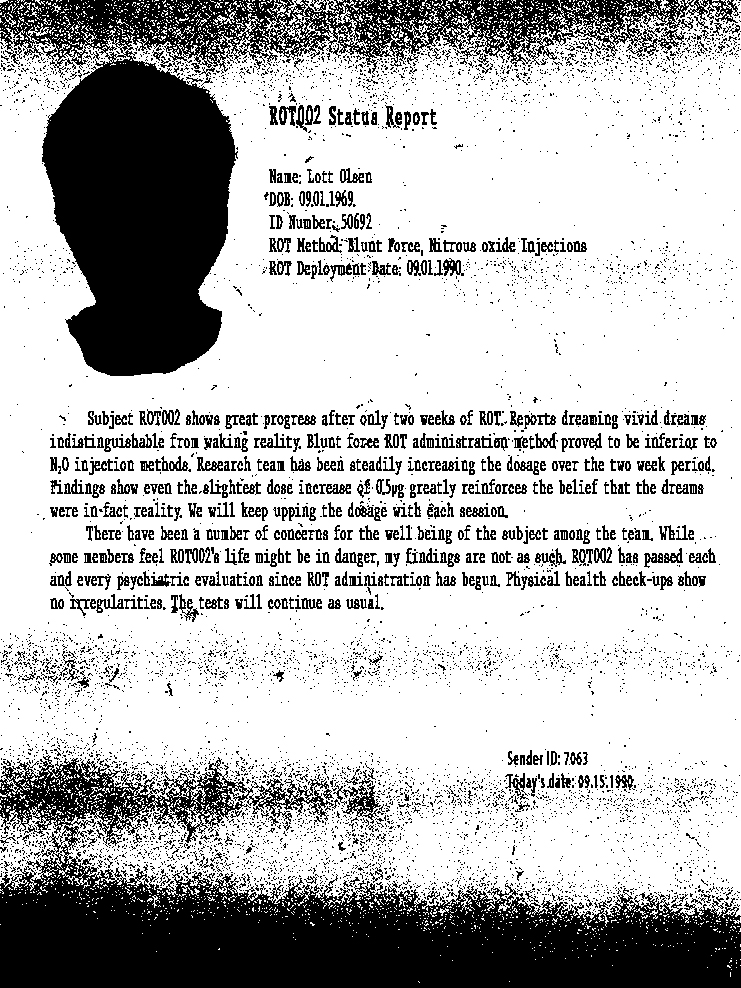 ROT002 Status Report
Name: Lott Olsen
DOB: 09.01.1969.
ID Number: 50692
ROT Method: Blunt Force, Nitrous oxide Injections
ROT Deployment Date: 09.01.1990.
Subject ROT002 shows great progress after only two weeks of ROT. Reports dreaming vivid dreams
indistinguishable from waking reality. Blunt force ROT administration method proved to be inferior to
N₂O injection methods. Research team has been steadily increasing the dosage over the two week period.
Findings show even the slightest dose increase of 0.5µg greatly reinforces the belief that the dreams
were in-fact reality. We will keep upping the dosage with each session.
There have been a number of concerns for the well being of the subject among the team. While
some members feel ROT002's life might be in danger, my findings are not as such. ROT002 has passed each
and every psychiatric evaluation since ROT administration has begun. Physical health check-ups show
no irregularities. The tests will continue as usual.
Sender ID: 7063
Today's date: 09.15.1990.